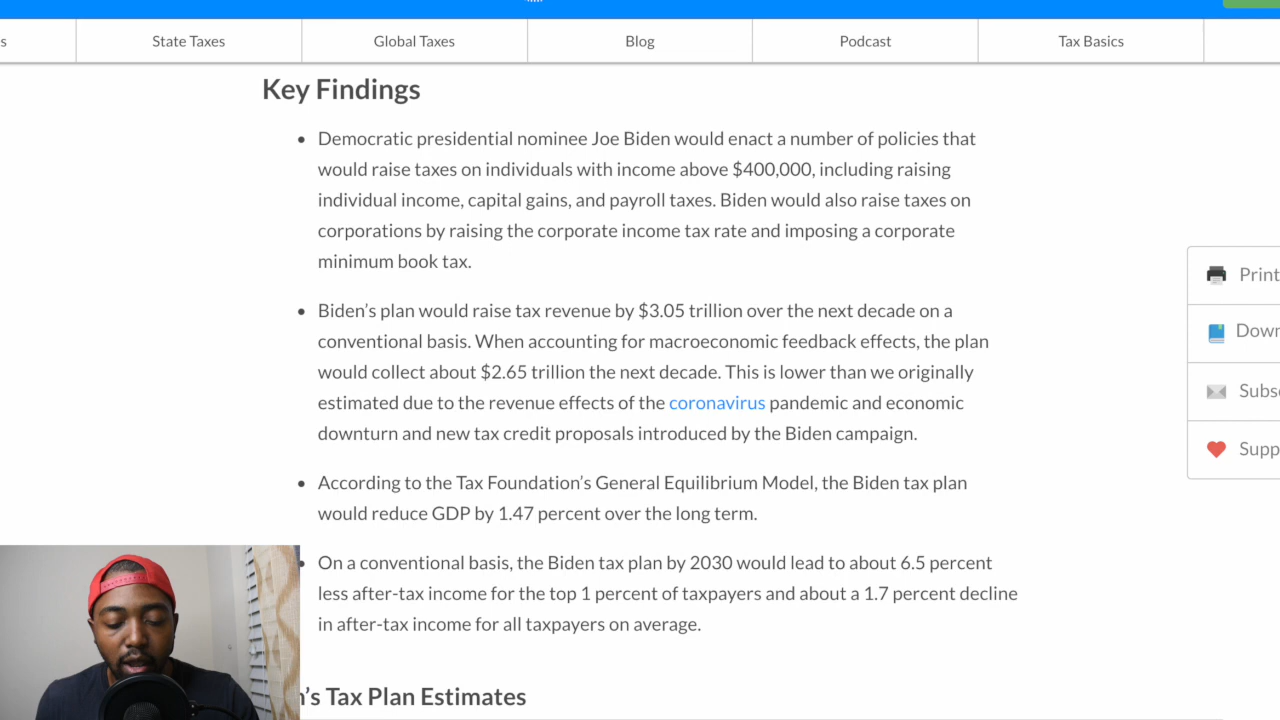 s
State Taxes
Global Taxes
Blog
Podcast
Tax Basics
Key Findings
• Democratic presidential nominee Joe Biden would enact a number of policies that
would raise taxes on individuals with income above $400,000, including raising
individual income, capital gains, and payroll taxes. Biden would also raise taxes on
corporations by raising the corporate income tax rate and imposing a corporate
minimum book tax.
• Biden’s plan would raise tax revenue by $3.05 trillion over the next decade on a
conventional basis. When accounting for macroeconomic feedback effects, the plan
would collect about $2.65 trillion the next decade. This is lower than we originally
estimated due to the revenue effects of the coronavirus pandemic and economic
downturn and new tax credit proposals introduced by the Biden campaign.
• According to the Tax Foundation’s General Equilibrium Model, the Biden tax plan
would reduce GDP by 1.47 percent over the long term.
• On a conventional basis, the Biden tax plan by 2030 would lead to about 6.5 percent
less after-tax income for the top 1 percent of taxpayers and about a 1.7 percent decline
in after-tax income for all taxpayers on average.
’s Tax Plan Estimates
Print
Down
Subs
Supp